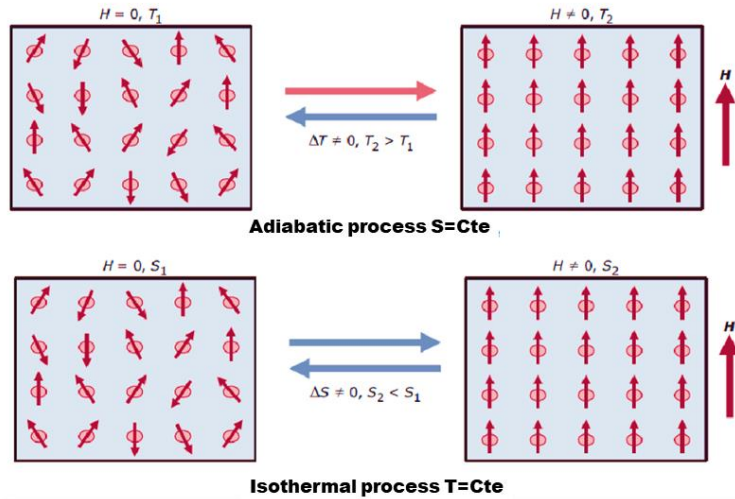 H = 0, T₁
H ≠ 0, T₂
H
ΔT ≠ 0, T₂ > T₁
Adiabatic process S=Cte
H = 0, S₁
H ≠ 0, S₂
H
ΔS ≠ 0, S₂ < S₁
Isothermal process T=Cte